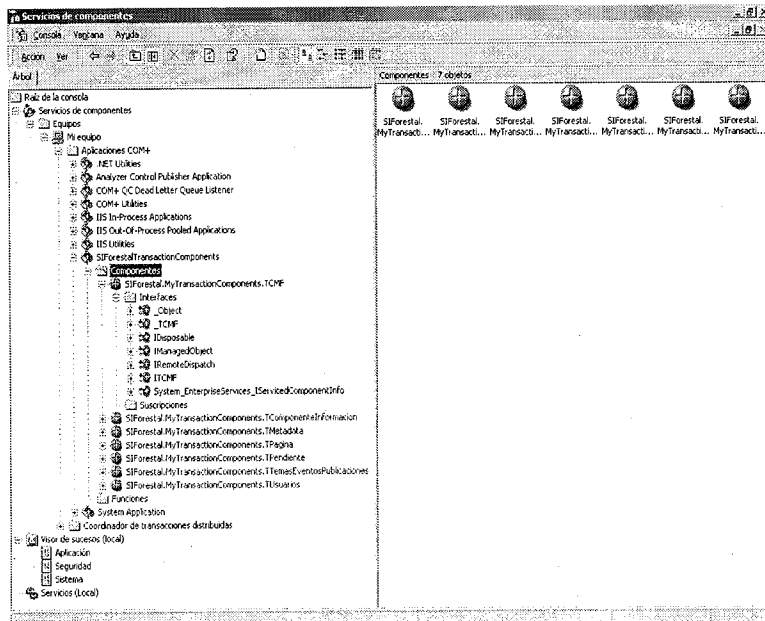 Servicios de componentes
Consola Ventana Ayuda
Acción Ver
Árbol
Componentes 7 objetos
Raíz de la consola
Servicios de componentes
Equipos
Mi equipo
Aplicaciones COM+
.NET Utilities
Analyzer Control Publisher Application
COM+ QC Dead Letter Queue Listener
COM+ Utilities
IIS In-Process Applications
IIS Out-Of-Process Pooled Applications
IIS Utilities
SIForestalTransactionComponents
Componentes
SIForestal.MyTransactionComponents.TCMF
Interfaces
_Object
_TCMF
IDisposable
IManagedObject
IRemoteDispatch
ITCMF
System_EnterpriseServices_IServicedComponentInfo
Suscripciones
SIForestal.MyTransactionComponents.TComponenteInformacion
SIForestal.MyTransactionComponents.TMetadata
SIForestal.MyTransactionComponents.TPagina
SIForestal.MyTransactionComponents.TPendiente
SIForestal.MyTransactionComponents.TTemasEventosPublicaciones
SIForestal.MyTransactionComponents.TUsuarios
Funciones
System Application
Coordinador de transacciones distribuidas
Visor de sucesos (local)
Aplicación
Seguridad
Sistema
Servicios (Local)
SIForestal. SIForestal. SIForestal. SIForestal. SIForestal. SIForestal. SIForestal.
MyTransacti... MyTransacti... MyTransacti... MyTransacti... MyTransacti... MyTransacti... MyTransacti...